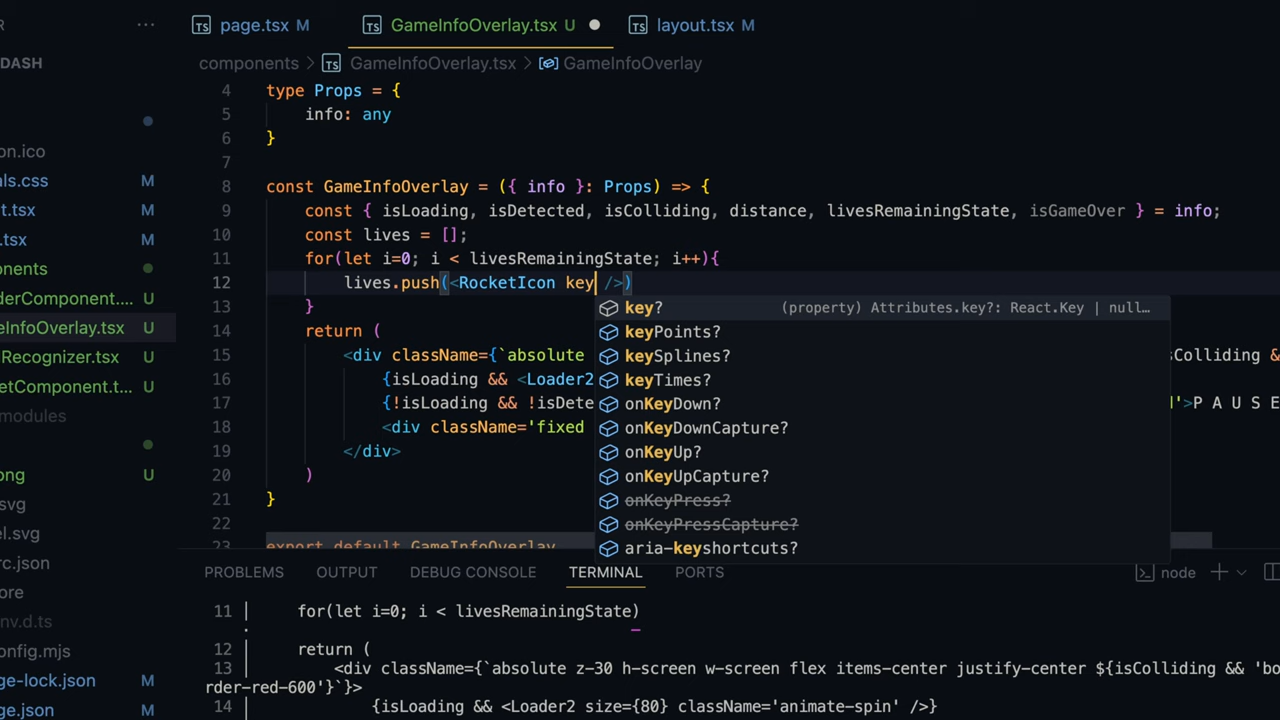 R
···
TS page.tsx M
TS GameInfoOverlay.tsx U
TS layout.tsx M
DASH
components > TS GameInfoOverlay.tsx > GameInfoOverlay
on.ico
als.css M
t.tsx M
.tsx M
onents
derComponent.... U
eInfoOverlay.tsx U
Recognizer.tsx U
etComponent.t... U
modules
ong U
svg
el.svg
rc.json
ore
nv.d.ts
onfig.mjs
ge-lock.json M
ge.json M
4 type Props = {
5 info: any
6 }
7
8 const GameInfoOverlay = ({ info }: Props) => {
9 const { isLoading, isDetected, isColliding, distance, livesRemainingState, isGameOver } = info;
10 const lives = [];
11 for(let i=0; i < livesRemainingState; i++){
12 lives.push(<RocketIcon key />)
13 }
14 return (
15 <div className={`absolute sColliding &
16 {isLoading && <Loader2
17 {!isLoading && !isDete d'>P A U S E
18 <div className='fixed
19 </div>
20 )
21 }
22
23 export default GameInfoOverlay
key? (property) Attributes.key?: React.Key | null…
keyPoints?
keySplines?
keyTimes?
onKeyDown?
onKeyDownCapture?
onKeyUp?
onKeyUpCapture?
onKeyPress?
onKeyPressCapture?
aria-keyshortcuts?
PROBLEMS OUTPUT DEBUG CONSOLE TERMINAL PORTS node
11 | for(let i=0; i < livesRemainingState)
12 | return (
13 | <div className={`absolute z-30 h-screen w-screen flex items-center justify-center ${isColliding && 'bo
rder-red-600'}`}>
14 | {isLoading && <Loader2 size={80} className='animate-spin' />}